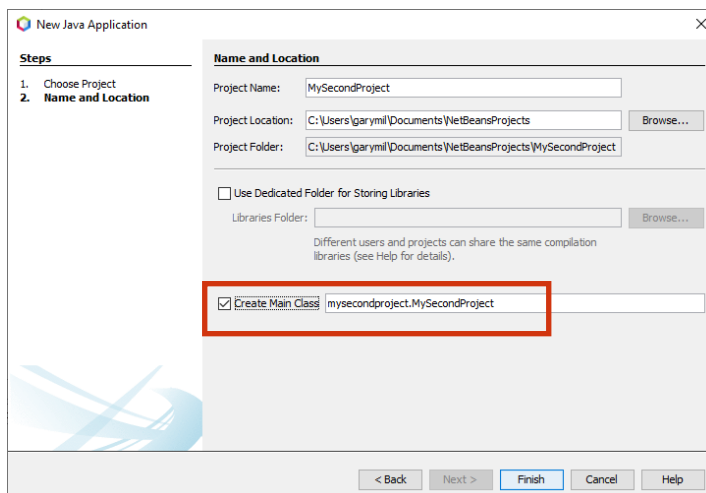 New Java Application
Steps
1. Choose Project
2. Name and Location
Name and Location
Project Name: MySecondProject
Project Location: C:\Users\garymil\Documents\NetBeansProjects Browse...
Project Folder: C:\Users\garymil\Documents\NetBeansProjects\MySecondProject
Use Dedicated Folder for Storing Libraries
Libraries Folder: Browse...
Different users and projects can share the same compilation
libraries (see Help for details).
Create Main Class mysecondproject.MySecondProject
< Back Next > Finish Cancel Help